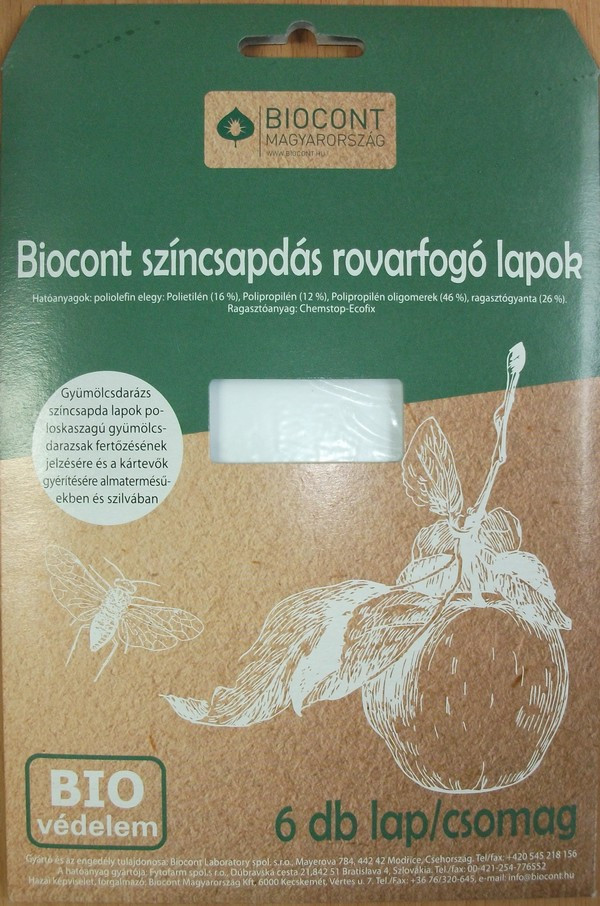 BIOCONT
MAGYARORSZÁG
WWW.BIOCONT.HU
Biocont színcsapdás rovarfogó lapok
Hatóanyagok: poliolefin elegy: Polietilén (16 %), Polipropilén (12 %), Polipropilén oligomerek (46 %), ragasztógyanta (26 %).
Ragasztóanyag: Chemstop-Ecofix
Gyümölcsdarázs
színcsapda lapok po-
loskaszagú gyümölcs-
darazsak fertőzésének
jelzésére és a kártevők
gyérítésére almatermésű-
ekben és szilvában
BIO
védelem
6 db lap/csomag
Gyártó és az engedély tulajdonosa: Biocont Laboratory spol. s.r.o., Mayerova 784, 442 42 Modřice, Csehország. Tel/fax: +420 545 218 156
A hatóanyag gyártója: Fytofarm spol.s r.o., Dúbravská cesta 21,842 51 Bratislava 4, Szlovákia. Tel./fax: 00-421-254-776552
Hazai képviselet, forgalmazó: Biocont Magyarország Kft, 6000 Kecskemét, Vértes u. 7. Tel./Fax: +36 76/320-645, e-mail: info@biocont.hu